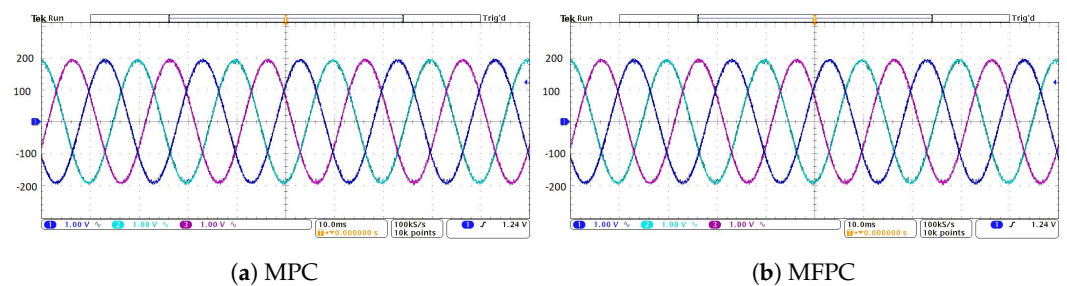 Tek Run Trig'd
200
100
1
-100
-200
1 1.00 V ∿ 2 1.00 V ∿ 3 1.00 V ∿ 10.0ms 100kS/s 1 ʃ 1.24 V
T→▾0.000000 s 10k points
(a) MPC
Tek Run Trig'd
200
100
1
-100
-200
1 1.00 V ∿ 2 1.00 V ∿ 3 1.00 V ∿ 10.0ms 100kS/s 1 ʃ 1.24 V
T→▾0.000000 s 10k points
(b) MFPC